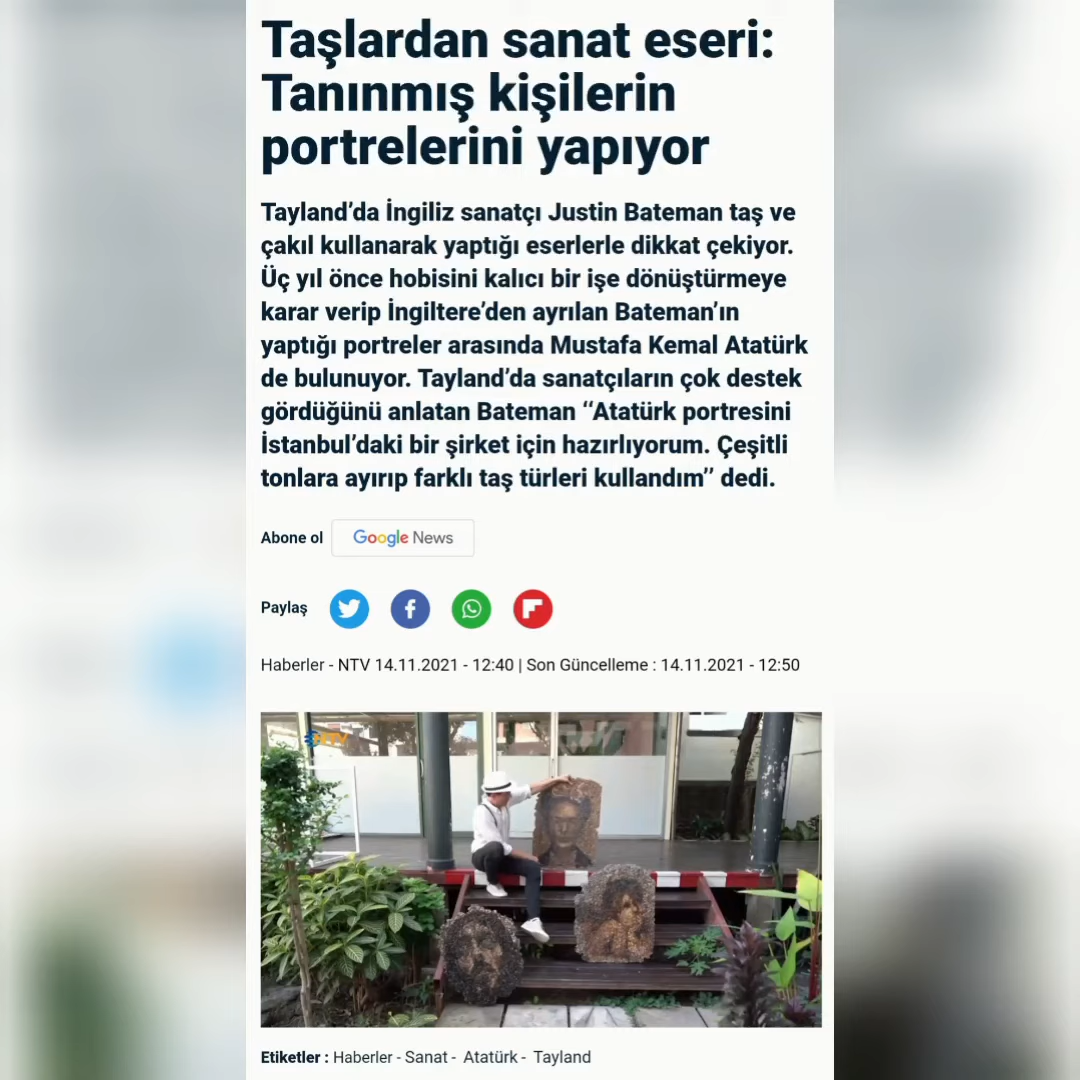 Taşlardan sanat eseri:
Tanınmış kişilerin
portrelerini yapıyor
Tayland’da İngiliz sanatçı Justin Bateman taş ve
çakıl kullanarak yaptığı eserlerle dikkat çekiyor.
Üç yıl önce hobisini kalıcı bir işe dönüştürmeye
karar verip İngiltere’den ayrılan Bateman’ın
yaptığı portreler arasında Mustafa Kemal Atatürk
de bulunuyor. Tayland’da sanatçıların çok destek
gördüğünü anlatan Bateman ‘‘Atatürk portresini
İstanbul’daki bir şirket için hazırlıyorum. Çeşitli
tonlara ayırıp farklı taş türleri kullandım’’ dedi.
Abone ol Google News
Paylaş
Haberler - NTV 14.11.2021 - 12:40 | Son Güncelleme : 14.11.2021 - 12:50
NTV
Etiketler : Haberler - Sanat - Atatürk - Tayland